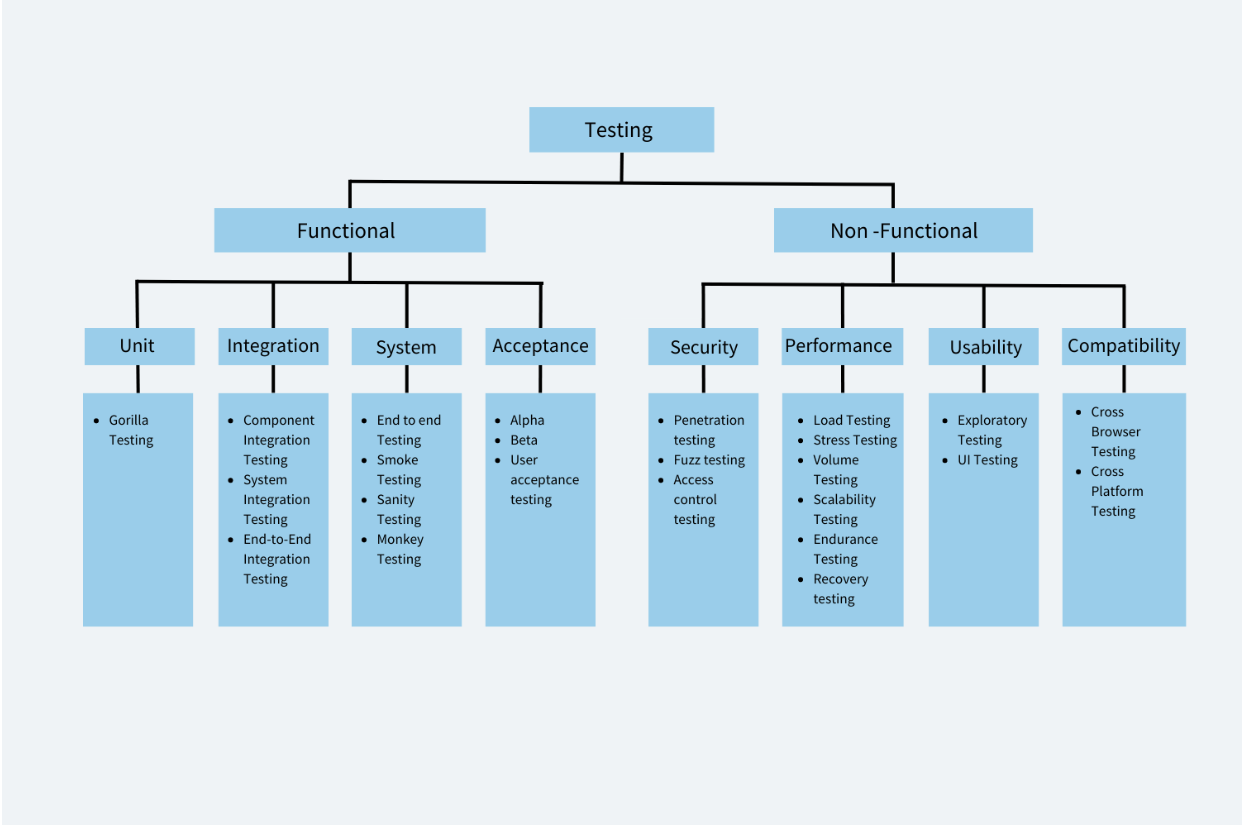 Testing
Functional
Non -Functional
Unit
Integration
System
Acceptance
Security
Performance
Usability
Compatibility
• Gorilla
Testing
• Component
Integration
Testing
• System
Integration
Testing
• End-to-End
Integration
Testing
• End to end
Testing
• Smoke
Testing
• Sanity
Testing
• Monkey
Testing
• Alpha
• Beta
• User
acceptance
testing
• Penetration
testing
• Fuzz testing
• Access
control
testing
• Load Testing
• Stress Testing
• Volume
Testing
• Scalability
Testing
• Endurance
Testing
• Recovery
testing
• Exploratory
Testing
• UI Testing
• Cross
Browser
Testing
• Cross
Platform
Testing